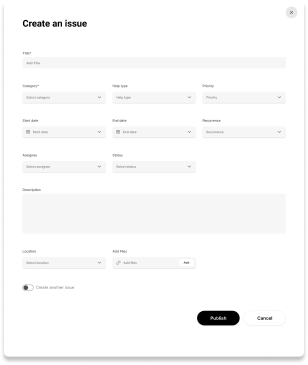 Create an issue
Title*
Add Title
Category* Help type Priority
Select category Help type Priority
Start date End date Recurrence
Start date End date Recurrence
Assignee Status
Select assignee Select status
Description
Location Add Files
Select location Add files Add
Create another issue
Publish Cancel